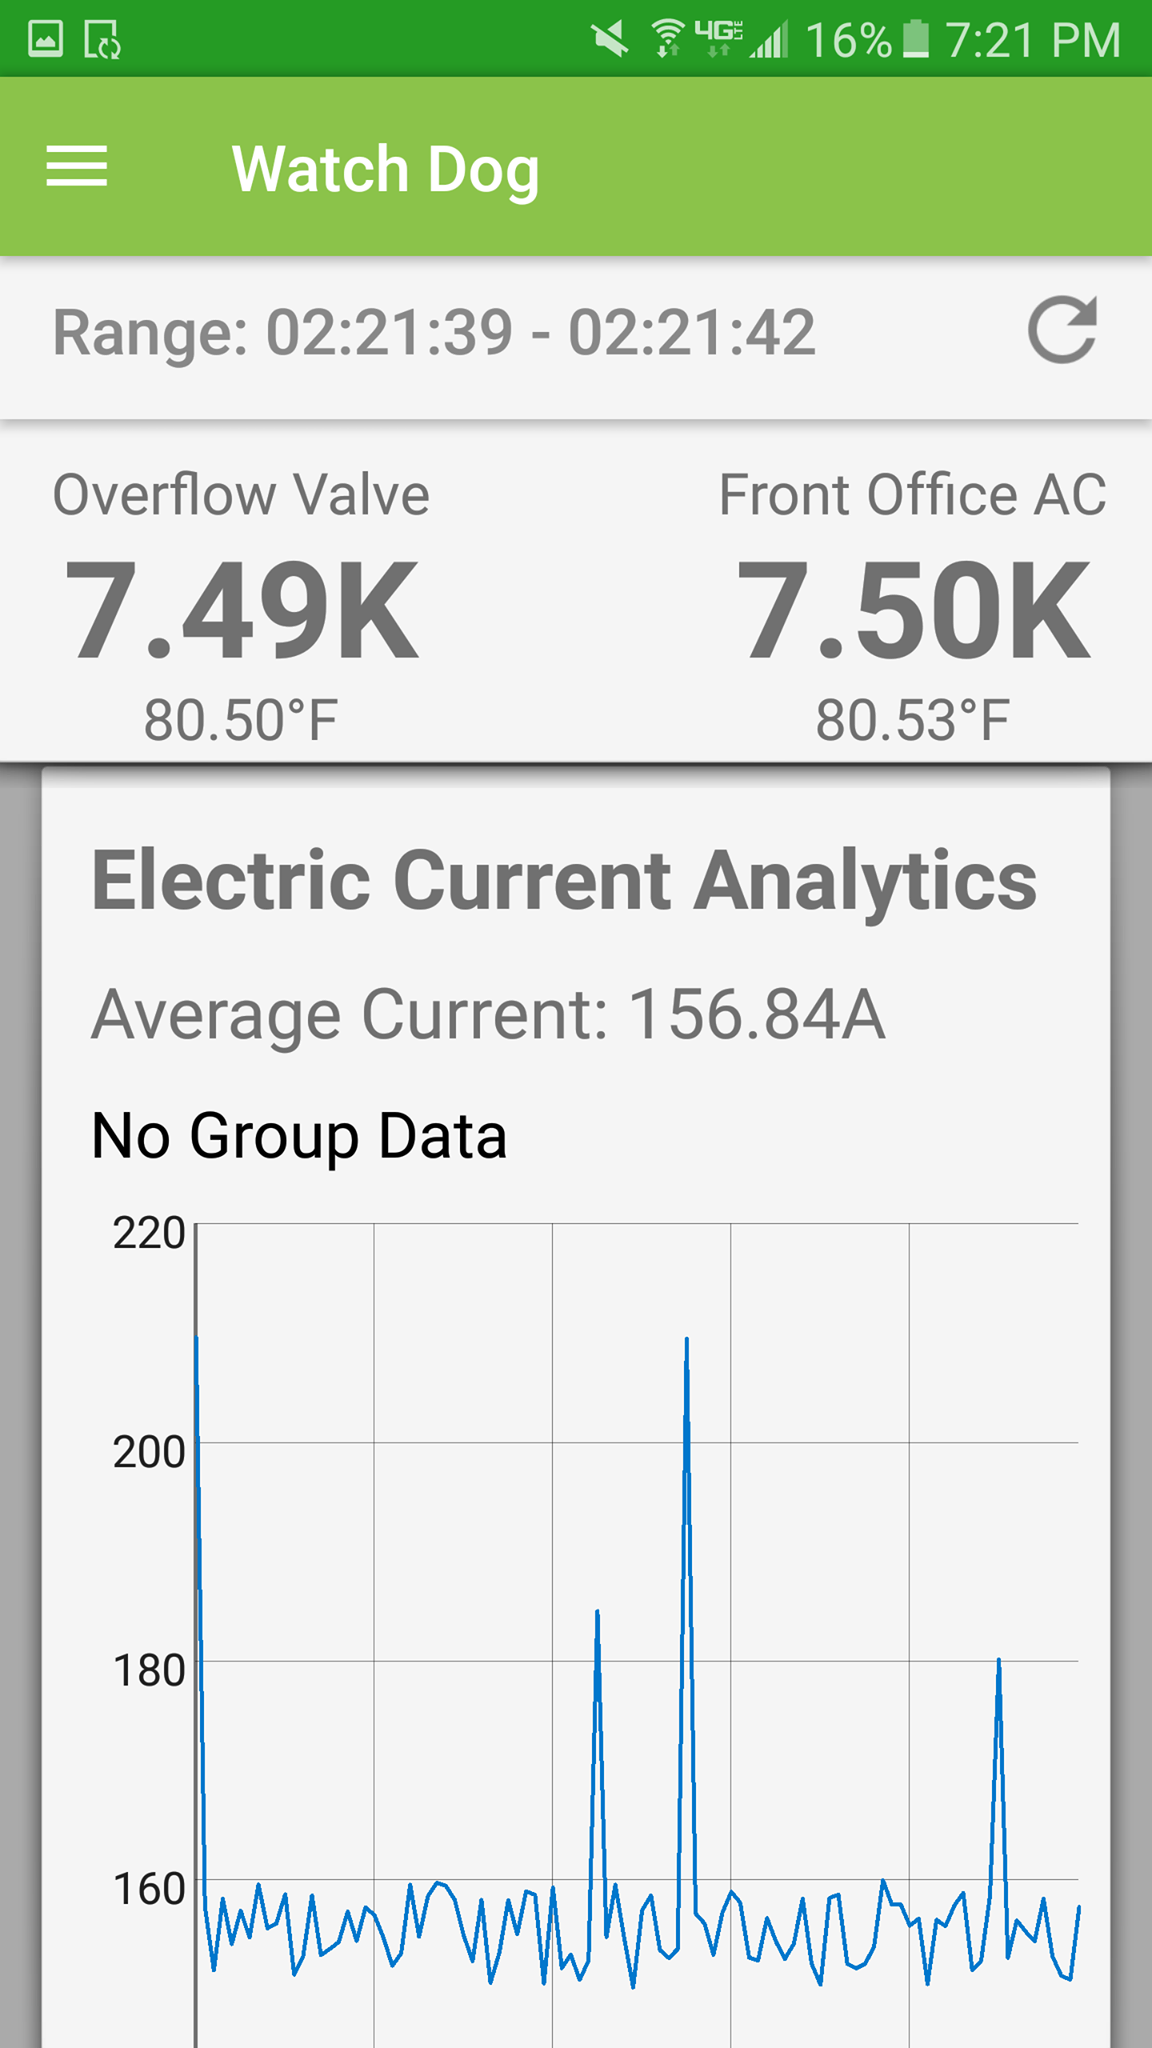 4G LTE 16% 7:21 PM
Watch Dog
Range: 02:21:39 - 02:21:42
Overflow Valve Front Office AC
7.49K 7.50K
80.50°F 80.53°F
Electric Current Analytics
Average Current: 156.84A
No Group Data
220
200
180
160